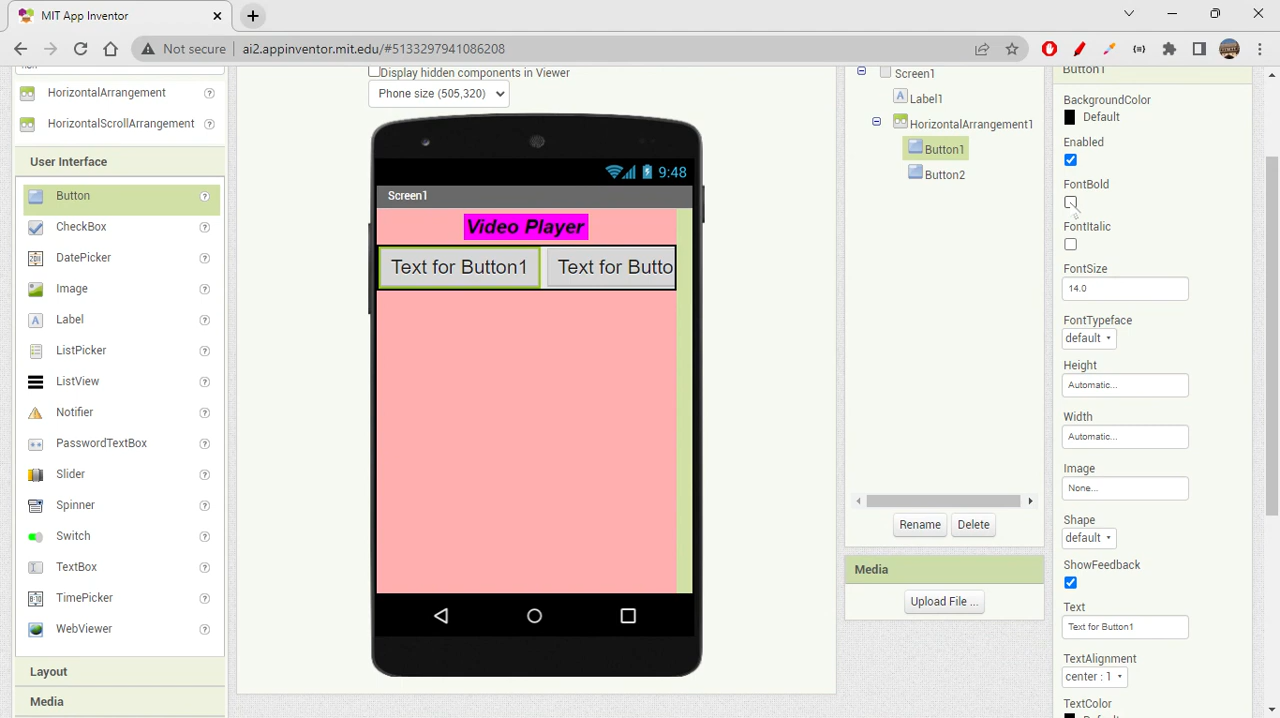 MIT App Inventor
Not secure
ai2.appinventor.mit.edu/#5133297941086208
HorizontalArrangement
HorizontalScrollArrangement
User Interface
Button
CheckBox
DatePicker
Image
Label
ListPicker
ListView
Notifier
PasswordTextBox
Slider
Spinner
Switch
TextBox
TimePicker
WebViewer
Layout
Media
Display hidden components in Viewer
Phone size (505,320)
9:48
Screen1
Video Player
Text for Button1
Text for Butto
Screen1
Label1
HorizontalArrangement1
Button1
Button2
Rename
Delete
Media
Upload File ...
Button1
BackgroundColor
Default
Enabled
FontBold
FontItalic
FontSize
14.0
FontTypeface
default
Height
Automatic...
Width
Automatic...
Image
None...
Shape
default
ShowFeedback
Text
Text for Button1
TextAlignment
center : 1
TextColor